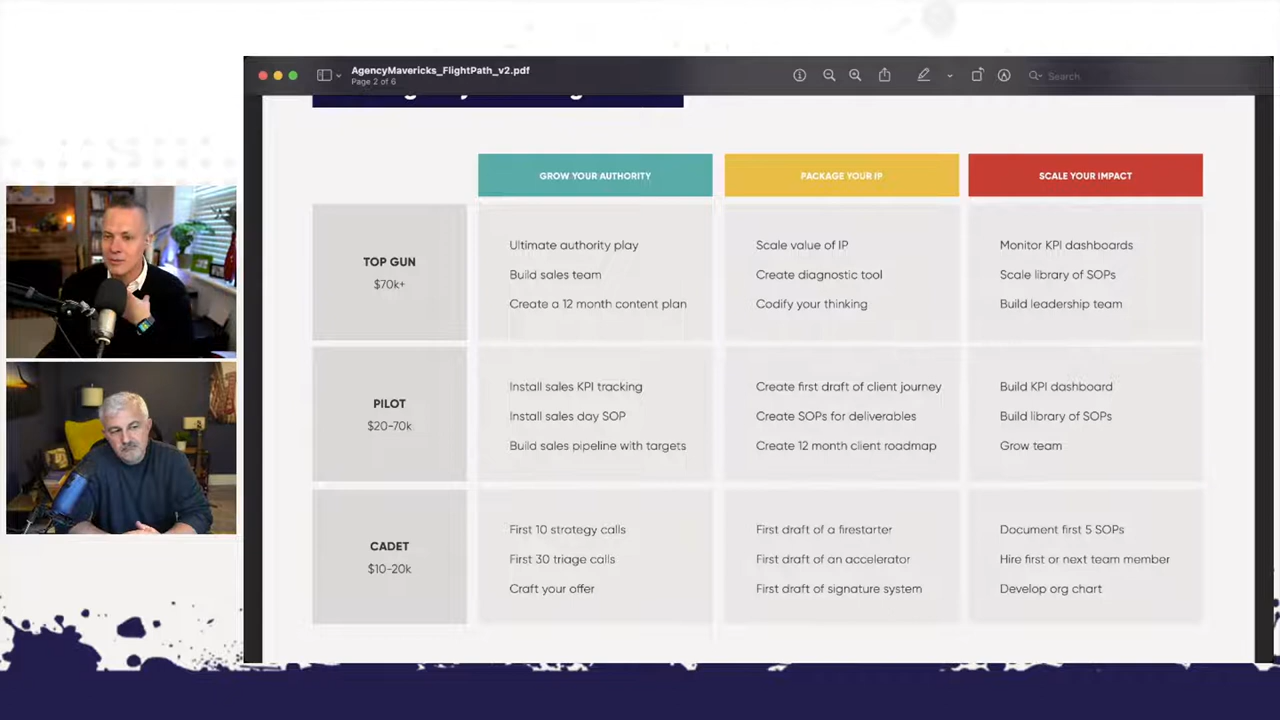 AgencyMavericks_FlightPath_v2.pdf
Page 2 of 6
Search
GROW YOUR AUTHORITY
PACKAGE YOUR IP
SCALE YOUR IMPACT
TOP GUN
$70k+
Ultimate authority play
Build sales team
Create a 12 month content plan
Scale value of IP
Create diagnostic tool
Codify your thinking
Monitor KPI dashboards
Scale library of SOPs
Build leadership team
PILOT
$20-70k
Install sales KPI tracking
Install sales day SOP
Build sales pipeline with targets
Create first draft of client journey
Create SOPs for deliverables
Create 12 month client roadmap
Build KPI dashboard
Build library of SOPs
Grow team
CADET
$10-20k
First 10 strategy calls
First 30 triage calls
Craft your offer
First draft of a firestarter
First draft of an accelerator
First draft of signature system
Document first 5 SOPs
Hire first or next team member
Develop org chart